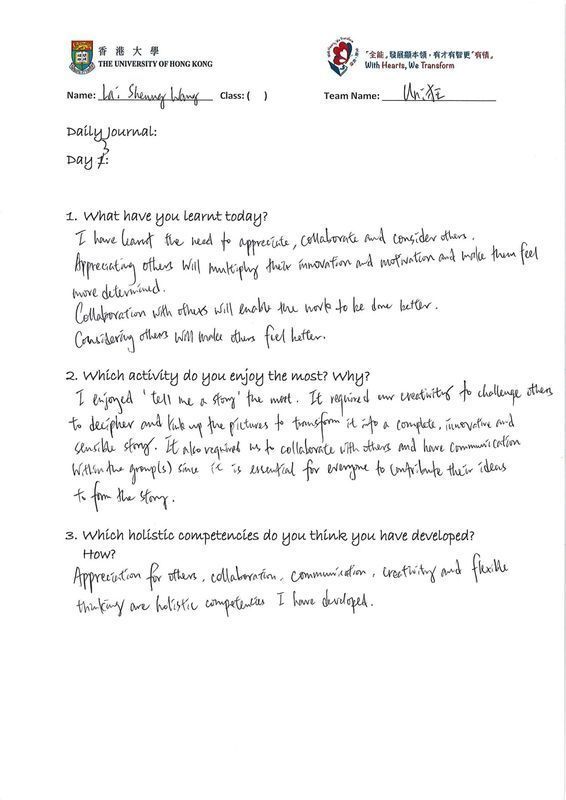 香港大學
THE UNIVERSITY OF HONG KONG
「全能」發展顯本領，有才有智更「有情」
With Hearts, We Transform
Name: Lai Sheung Wang Class: ( )
Team Name: Uni
Daily Journal:
3
Day 1:
1. What have you learnt today?
I have learnt the need to appreciate, collaborate and consider others.
Appreciating others will multiply their innovation and motivation and make them feel
more determined.
Collaboration with others will enable the work to be done better.
Considering others will make others feel better.
2. Which activity do you enjoy the most? Why?
I enjoyed 'tell me a story' the most. It required our creativity to challenge others
to decipher and link up the pictures to transform it into a complete, innovative and
sensible story. It also required us to collaborate with others and have communication
within the group(s) since it is essential for everyone to contribute their ideas
to form the story.
3. Which holistic competencies do you think you have developed?
How?
Appreciation for others, collaboration, communication, creativity and flexible
thinking are holistic competencies I have developed.